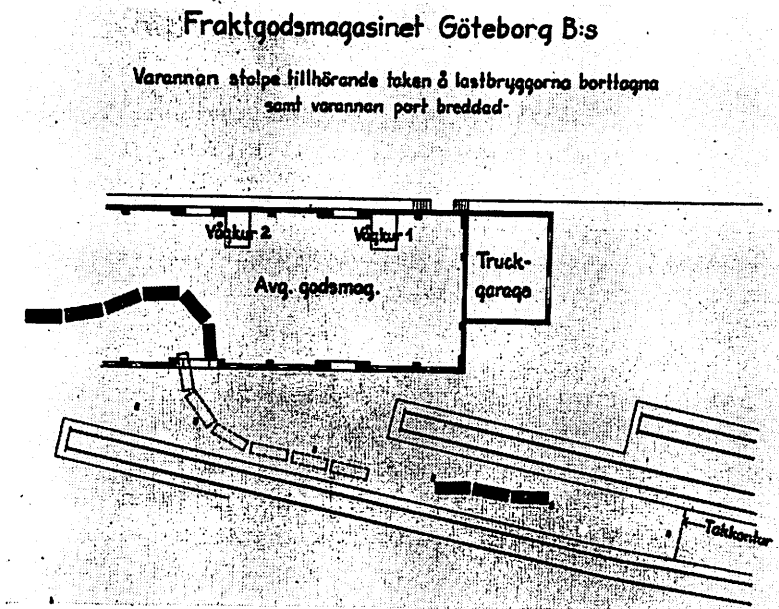 Fraktgodsmagasinet Göteborg B:s
Varannan stolpe tillhörande taken å lastbryggorna borttagna
samt varannan port breddad
Vågkur 2
Vågkur 1
Truck-
garage
Avg. godsmag.
Takkontur